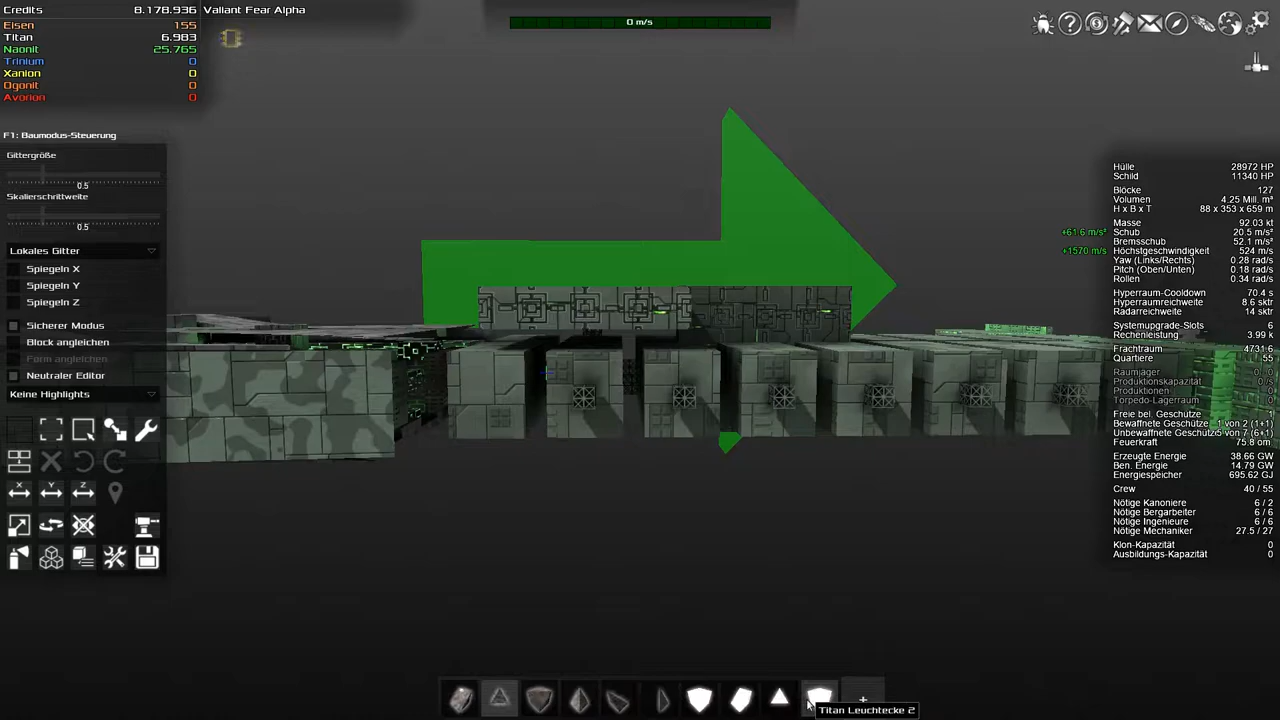 Credits 8.178.936 Valiant Fear Alpha
Eisen 155
Titan 6.983
Naonit 25.765
Trinium 0
Xanion 0
Ogonit 0
Avorion 0
0 m/s
F1: Baumodus-Steuerung
Gittergröße
0.5
Skalierschrittweite
0.5
Lokales Gitter
Spiegeln X
Spiegeln Y
Spiegeln Z
Sicherer Modus
Block angleichen
Form angleichen
Neutraler Editor
Keine Highlights
X Y Z
Hülle 28972 HP
Schild 11340 HP
Blöcke 127
Volumen 4.25 Mill. m³
H x B x T 88 x 353 x 659 m
Masse 92.03 kt
+61.6 m/s² Schub 20.5 m/s²
Bremsschub 52.1 m/s²
+1570 m/s Höchstgeschwindigkeit 524 m/s
Yaw (Links/Rechts) 0.28 rad/s
Pitch (Oben/Unten) 0.18 rad/s
Rollen 0.34 rad/s
Hyperraum-Cooldown 70.4 s
Hyperraumreichweite 8.6 sktr
Radarreichweite 14 sktr
Systemupgrade-Slots 6
Rechenleistung 3.99 k
Frachtraum 4731.6
Quartiere 55
Raumjäger 0 / 0
Produktionskapazität 0 /s
Produktionen 0
Torpedo-Lagerraum 0
Freie bel. Geschütze 1
Bewaffnete Geschütze 1 von 2 (1+1)
Unbewaffnete Geschütze 6 von 7 (6+1)
Feuerkraft 75.8 cm
Erzeugte Energie 38.66 GW
Ben. Energie 14.79 GW
Energiespeicher 695.62 GJ
Crew 40 / 55
Nötige Kanoniere 6 / 2
Nötige Bergarbeiter 6 / 6
Nötige Ingenieure 6 / 6
Nötige Mechaniker 27.5 / 27
Klon-Kapazität 0
Ausbildungs-Kapazität 0
Titan Leuchtecke 2